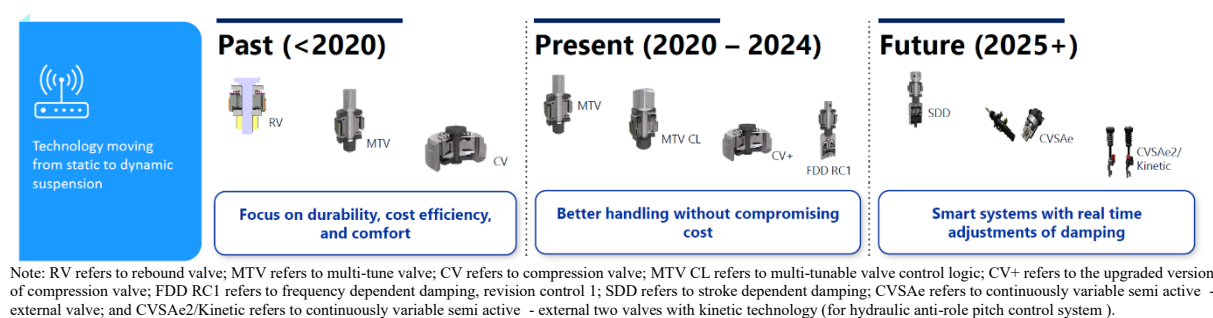 Past (<2020)
Present (2020 – 2024)
Future (2025+)
Technology moving
from static to dynamic
suspension
RV
MTV
CV
MTV
MTV CL
CV+
FDD RC1
SDD
CVSAe
CVSAe2/
Kinetic
Focus on durability, cost efficiency,
and comfort
Better handling without compromising
cost
Smart systems with real time
adjustments of damping
Note: RV refers to rebound valve; MTV refers to multi-tune valve; CV refers to compression valve; MTV CL refers to multi-tunable valve control logic; CV+ refers to the upgraded version
of compression valve; FDD RC1 refers to frequency dependent damping, revision control 1; SDD refers to stroke dependent damping; CVSAe refers to continuously variable semi active -
external valve; and CVSAe2/Kinetic refers to continuously variable semi active - external two valves with kinetic technology (for hydraulic anti-role pitch control system ).